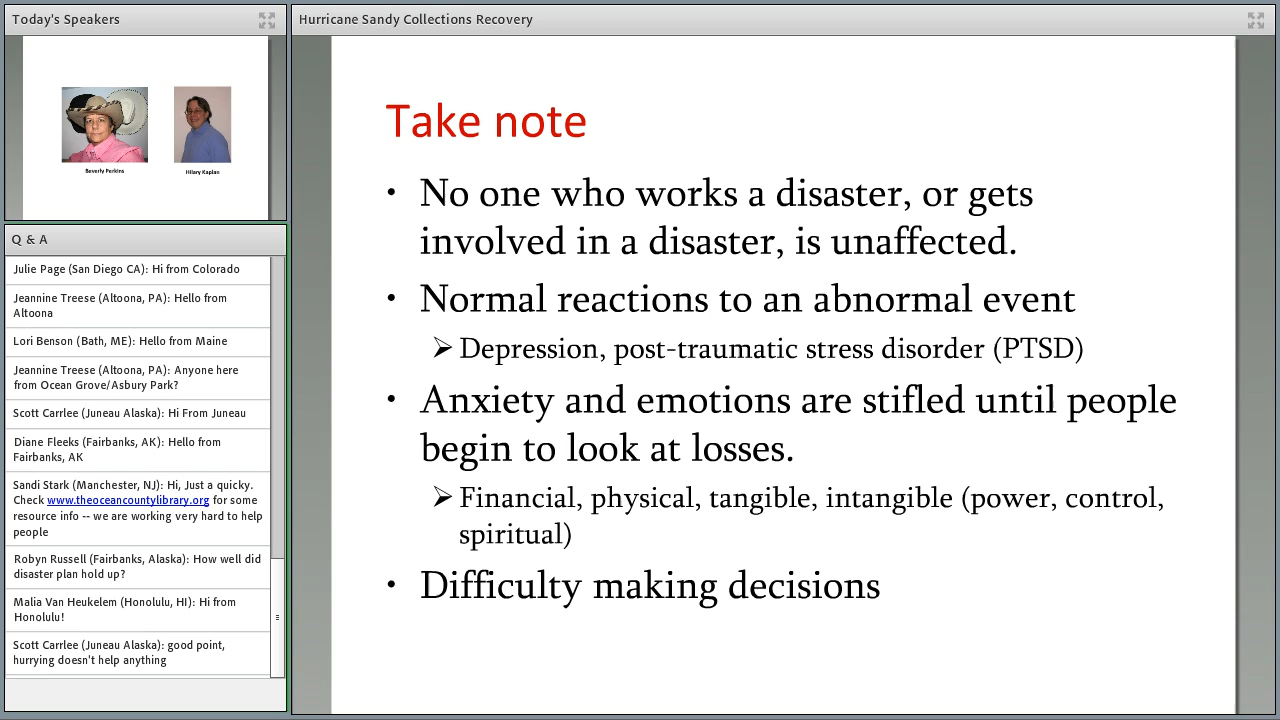 Today's Speakers
Beverly Perkins
Hilary Kaplan
Q & A
Julie Page (San Diego CA): Hi from Colorado
Jeannine Treese (Altoona, PA): Hello from
Altoona
Lori Benson (Bath, ME): Hello from Maine
Jeannine Treese (Altoona, PA): Anyone here
from Ocean Grove/Asbury Park?
Scott Carrlee (Juneau Alaska): Hi From Juneau
Diane Fleeks (Fairbanks, AK): Hello from
Fairbanks, AK
Sandi Stark (Manchester, NJ): Hi, Just a quicky.
Check www.theoceancountylibrary.org for some
resource info -- we are working very hard to help
people
Robyn Russell (Fairbanks, Alaska): How well did
disaster plan hold up?
Malia Van Heukelem (Honolulu, HI): Hi from
Honolulu!
Scott Carrlee (Juneau Alaska): good point,
hurrying doesn't help anything
Hurricane Sandy Collections Recovery
Take note
• No one who works a disaster, or gets
involved in a disaster, is unaffected.
• Normal reactions to an abnormal event
➢ Depression, post-traumatic stress disorder (PTSD)
• Anxiety and emotions are stifled until people
begin to look at losses.
➢ Financial, physical, tangible, intangible (power, control,
spiritual)
• Difficulty making decisions